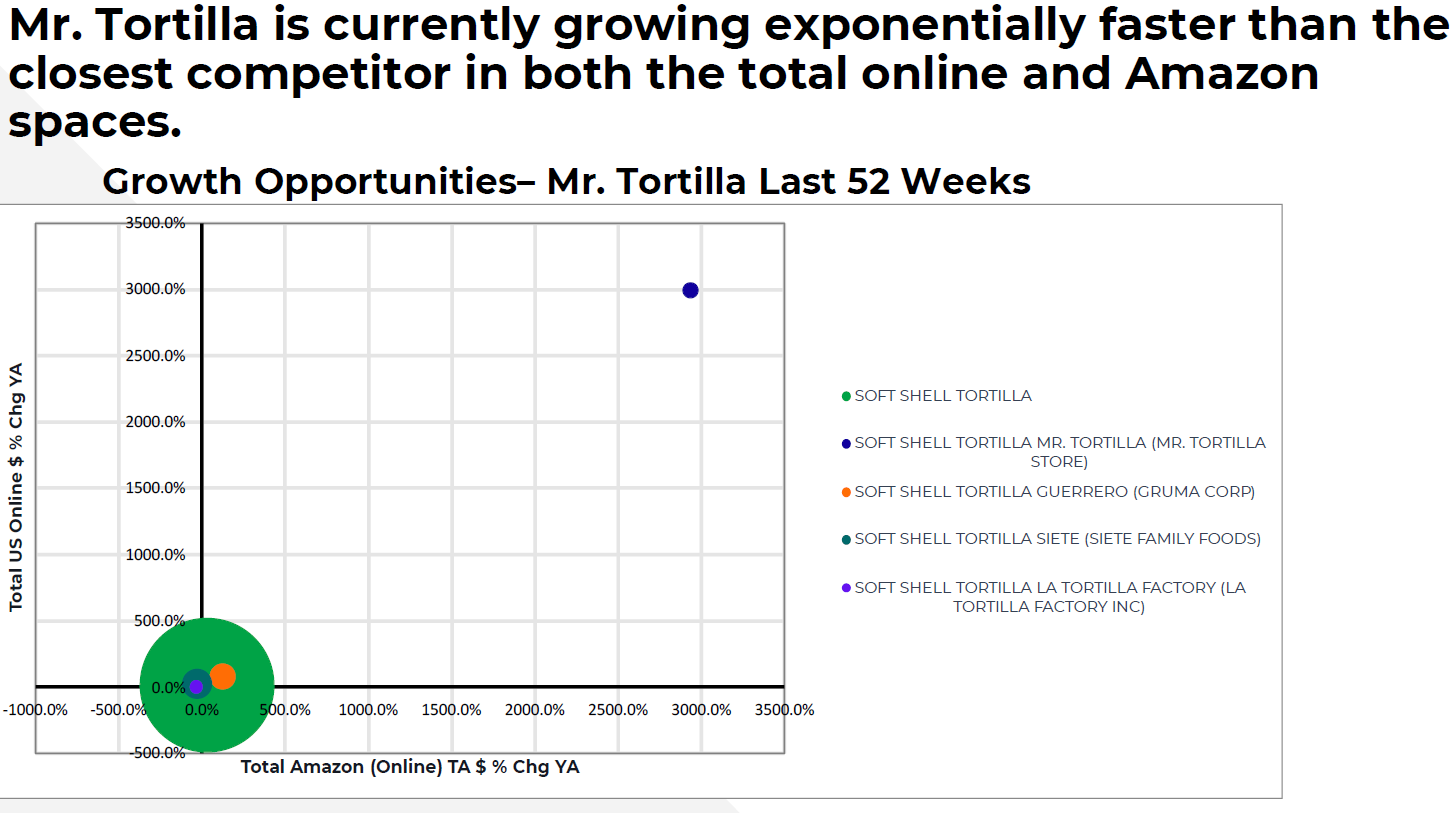 Mr. Tortilla is currently growing exponentially faster than the
closest competitor in both the total online and Amazon
spaces.
Growth Opportunities– Mr. Tortilla Last 52 Weeks
3500.0%
3000.0%
2500.0%
2000.0%
1500.0%
1000.0%
500.0%
0.0%
-500.0%
Total US Online $ % Chg YA
-1000.0% -500.0% 0.0% 500.0% 1000.0% 1500.0% 2000.0% 2500.0% 3000.0% 3500.0%
Total Amazon (Online) TA $ % Chg YA
SOFT SHELL TORTILLA
SOFT SHELL TORTILLA MR. TORTILLA (MR. TORTILLA
STORE)
SOFT SHELL TORTILLA GUERRERO (GRUMA CORP)
SOFT SHELL TORTILLA SIETE (SIETE FAMILY FOODS)
SOFT SHELL TORTILLA LA TORTILLA FACTORY (LA
TORTILLA FACTORY INC)